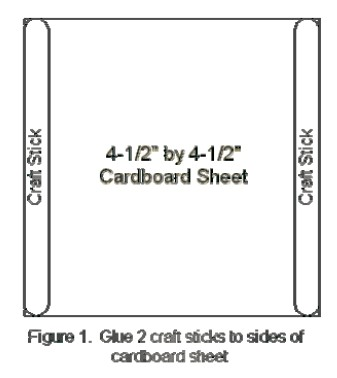 Craft Stick
4-1/2" by 4-1/2"
Cardboard Sheet
Craft Stick
Figure 1. Glue 2 craft sticks to sides of
cardboard sheet